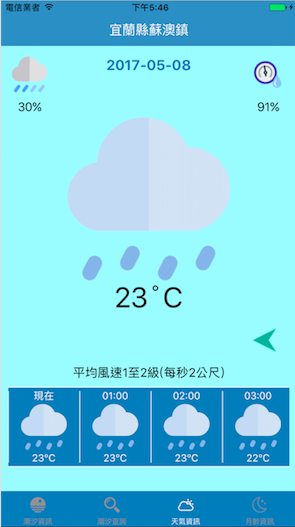 電信業者 下午5:46
宜蘭縣蘇澳鎮
2017-05-08
30% 91%
23°C
平均風速1至2級(每秒2公尺)
現在 01:00 02:00 03:00
23°C 23°C 23°C 22°C
潮汐資訊 潮汐查詢 天氣資訊 月齡資訊